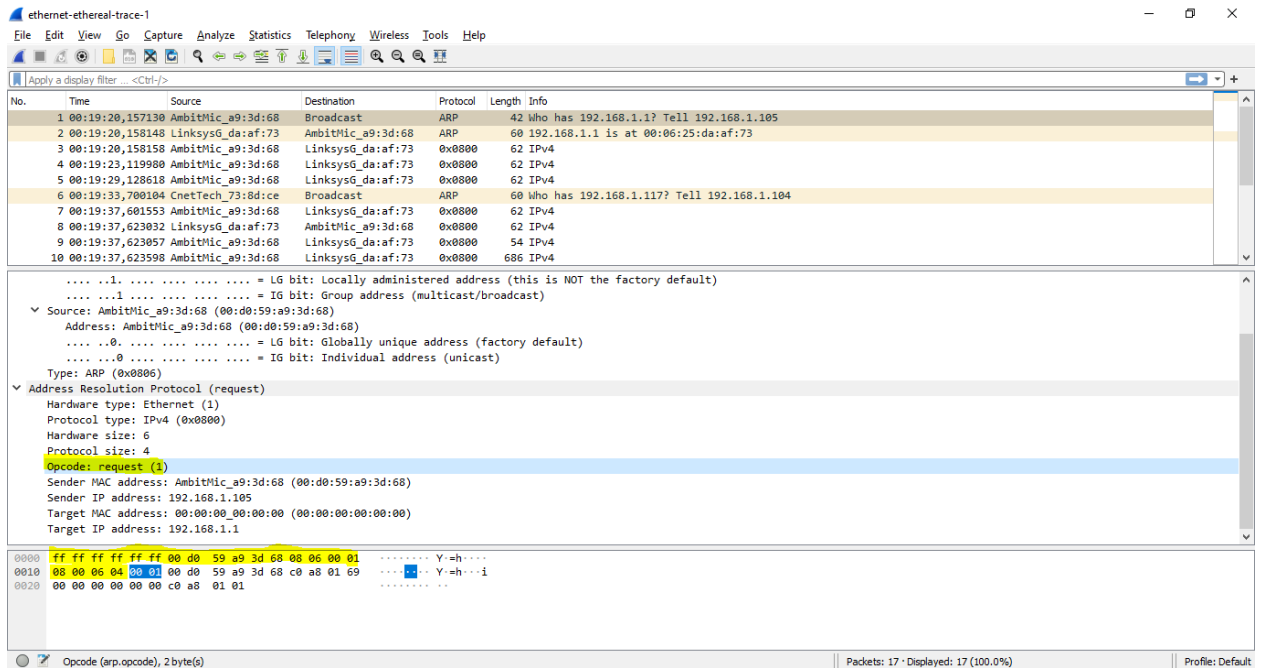 ethernet-ethereal-trace-1
File Edit View Go Capture Analyze Statistics Telephony Wireless Tools Help
Apply a display filter ... <Ctrl-/>
No. Time Source Destination Protocol Length Info
1 00:19:20,157130 AmbitMic_a9:3d:68 Broadcast ARP 42 Who has 192.168.1.1? Tell 192.168.1.105
2 00:19:20,158148 LinksysG_da:af:73 AmbitMic_a9:3d:68 ARP 60 192.168.1.1 is at 00:06:25:da:af:73
3 00:19:20,158158 AmbitMic_a9:3d:68 LinksysG_da:af:73 0x0800 62 IPv4
4 00:19:23,119980 AmbitMic_a9:3d:68 LinksysG_da:af:73 0x0800 62 IPv4
5 00:19:29,128618 AmbitMic_a9:3d:68 LinksysG_da:af:73 0x0800 62 IPv4
6 00:19:33,700104 CnetTech_73:8d:ce Broadcast ARP 60 Who has 192.168.1.117? Tell 192.168.1.104
7 00:19:37,601553 AmbitMic_a9:3d:68 LinksysG_da:af:73 0x0800 62 IPv4
8 00:19:37,623032 LinksysG_da:af:73 AmbitMic_a9:3d:68 0x0800 62 IPv4
9 00:19:37,623057 AmbitMic_a9:3d:68 LinksysG_da:af:73 0x0800 54 IPv4
10 00:19:37,623598 AmbitMic_a9:3d:68 LinksysG_da:af:73 0x0800 686 IPv4
.... ..1. .... .... .... .... = LG bit: Locally administered address (this is NOT the factory default)
.... ...1 .... .... .... .... = IG bit: Group address (multicast/broadcast)
Source: AmbitMic_a9:3d:68 (00:d0:59:a9:3d:68)
Address: AmbitMic_a9:3d:68 (00:d0:59:a9:3d:68)
.... ..0. .... .... .... .... = LG bit: Globally unique address (factory default)
.... ...0 .... .... .... .... = IG bit: Individual address (unicast)
Type: ARP (0x0806)
Address Resolution Protocol (request)
Hardware type: Ethernet (1)
Protocol type: IPv4 (0x0800)
Hardware size: 6
Protocol size: 4
Opcode: request (1)
Sender MAC address: AmbitMic_a9:3d:68 (00:d0:59:a9:3d:68)
Sender IP address: 192.168.1.105
Target MAC address: 00:00:00_00:00:00 (00:00:00:00:00:00)
Target IP address: 192.168.1.1
0000 ff ff ff ff ff ff 00 d0 59 a9 3d 68 08 06 00 01 ········ Y·=h····
0010 08 00 06 04 00 01 00 d0 59 a9 3d 68 c0 a8 01 69 ········ Y·=h···i
0020 00 00 00 00 00 00 c0 a8 01 01 ········ ··
Opcode (arp.opcode), 2 byte(s) Packets: 17 · Displayed: 17 (100.0%) Profile: Default